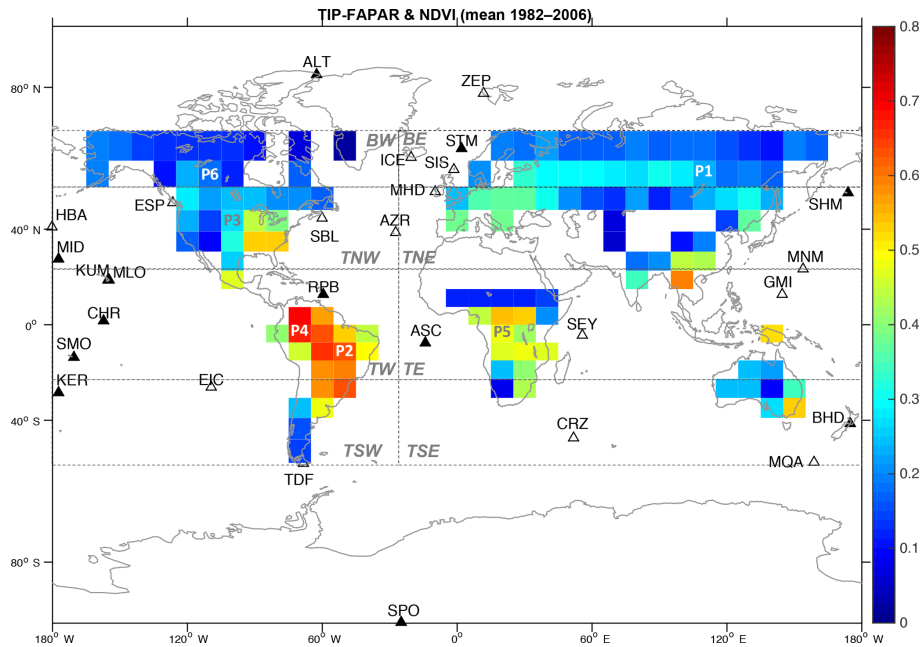 TIP-FAPAR & NDVI (mean 1982–2006)
0.8
ALT
ZEP
80° N
0.7
BW BE
STM
ICE SIS
P6
P1
0.6
MHD
ESP
SHM
HBA
P3
AZR
0.5
40° N
SBL
MID
TNW TNE
MNM
KUM MLO
GMI
RPB
0.4
CHR
0°
P4
P5
SEY
ASC
SMO
P2
0.3
TW TE
KER
EIC
BHD
40° S
CRZ
0.2
TSW TSE
MQA
TDF
80° S
0.1
SPO
0
180° W
120° W
60° W
0°
60° E
120° E
180° W